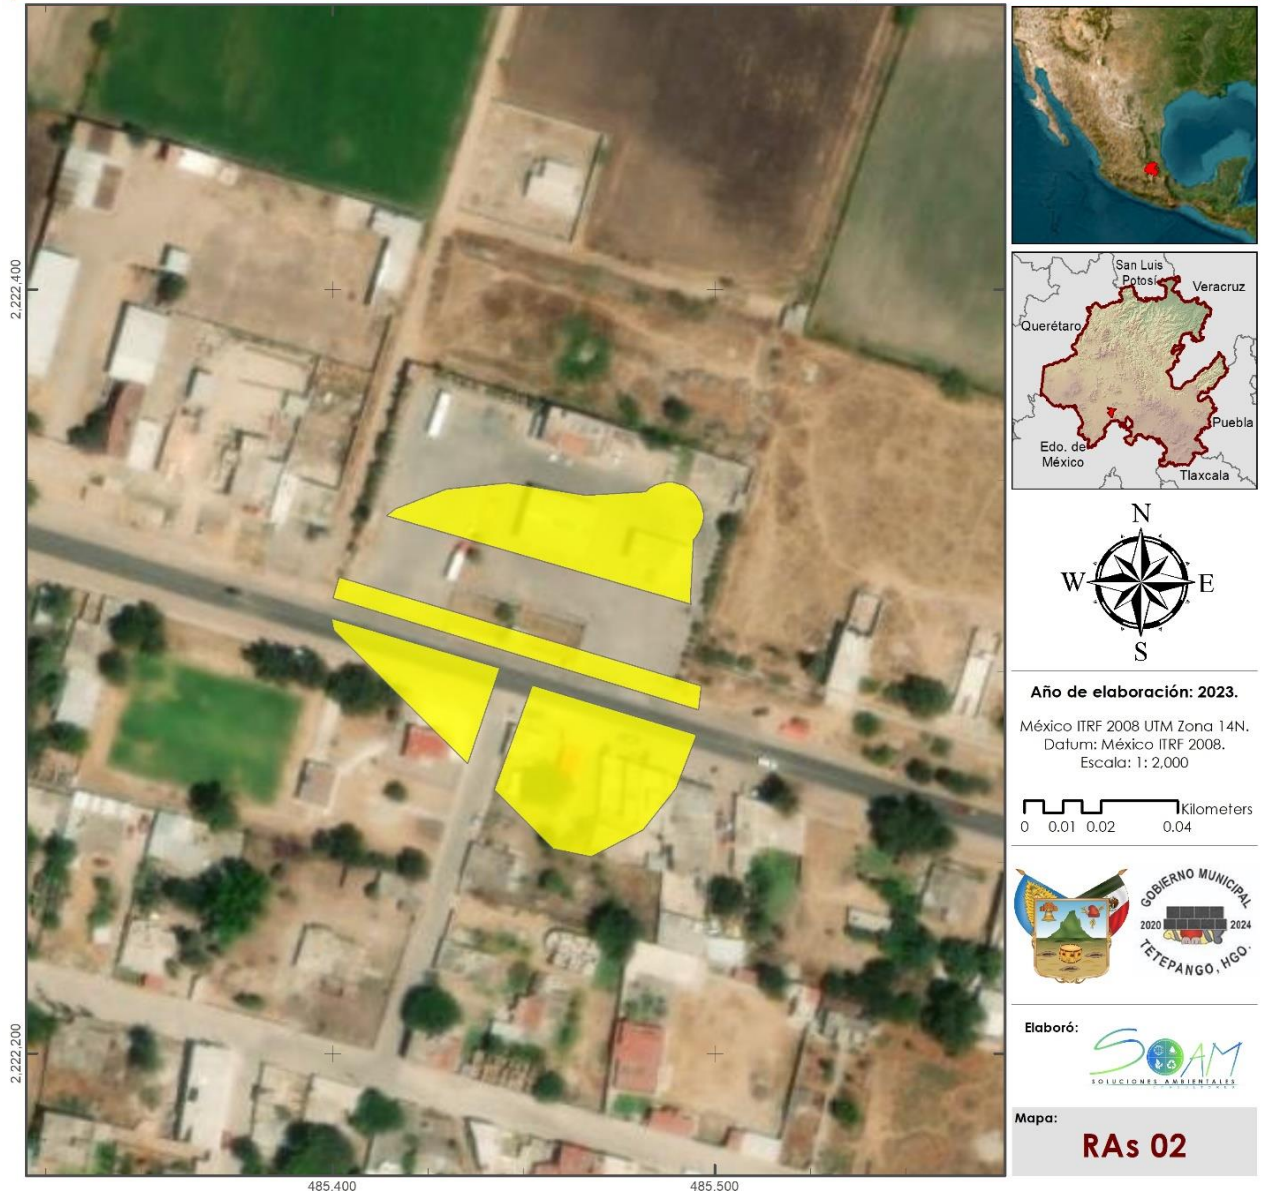 2,222,400
2,222,200
485.400
485.500
San Luis
Potosí
Veracruz
Querétaro
Puebla
Edo. de
México
Tlaxcala
N
W
E
S
Año de elaboración: 2023.
México ITRF 2008 UTM Zona 14N.
Datum: México ITRF 2008.
Escala: 1: 2,000
Kilometers
0 0.01 0.02 0.04
GOBIERNO MUNICIPAL
2020 2024
TETEPANGO, HGO.
Elaboró:
SOAM
SOLUCIONES AMBIENTALES
Mapa:
RAs 02